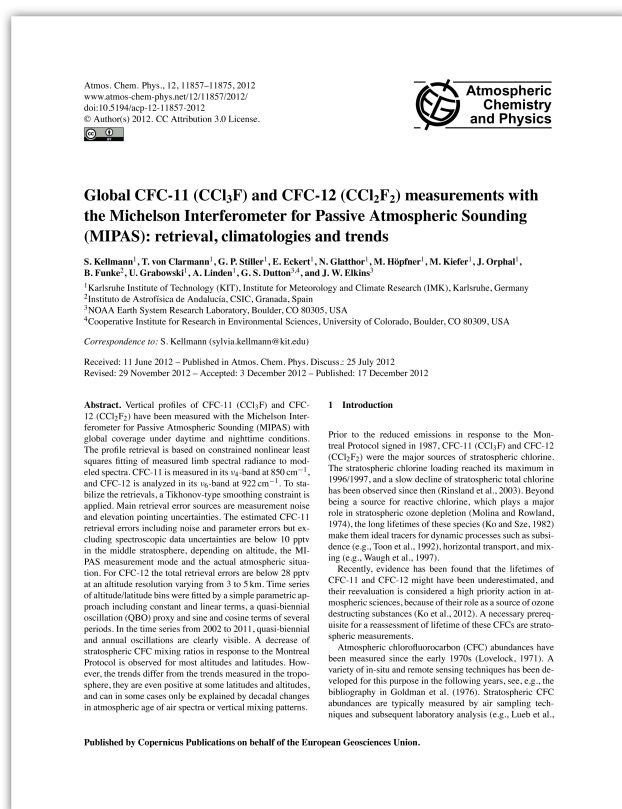 Atmos. Chem. Phys., 12, 11857–11875, 2012
www.atmos-chem-phys.net/12/11857/2012/
doi:10.5194/acp-12-11857-2012
© Author(s) 2012. CC Attribution 3.0 License.
Atmospheric
Chemistry
and Physics
Global CFC-11 (CCl₃F) and CFC-12 (CCl₂F₂) measurements with
the Michelson Interferometer for Passive Atmospheric Sounding
(MIPAS): retrieval, climatologies and trends
S. Kellmann¹, T. von Clarmann¹, G. P. Stiller¹, E. Eckert¹, N. Glatthor¹, M. Höpfner¹, M. Kiefer¹, J. Orphal¹,
B. Funke², U. Grabowski¹, A. Linden¹, G. S. Dutton³,⁴, and J. W. Elkins³
¹Karlsruhe Institute of Technology (KIT), Institute for Meteorology and Climate Research (IMK), Karlsruhe, Germany
²Instituto de Astrofísica de Andalucía, CSIC, Granada, Spain
³NOAA Earth System Research Laboratory, Boulder, CO 80305, USA
⁴Cooperative Institute for Research in Environmental Sciences, University of Colorado, Boulder, CO 80309, USA
Correspondence to: S. Kellmann (sylvia.kellmann@kit.edu)
Received: 11 June 2012 – Published in Atmos. Chem. Phys. Discuss.: 25 July 2012
Revised: 29 November 2012 – Accepted: 3 December 2012 – Published: 17 December 2012
Abstract. Vertical profiles of CFC-11 (CCl₃F) and CFC-
12 (CCl₂F₂) have been measured with the Michelson Inter-
ferometer for Passive Atmospheric Sounding (MIPAS) with
global coverage under daytime and nighttime conditions.
The profile retrieval is based on constrained nonlinear least
squares fitting of measured limb spectral radiance to mod-
eled spectra. CFC-11 is measured in its ν₄-band at 850 cm⁻¹,
and CFC-12 is analyzed in its ν₆-band at 922 cm⁻¹. To sta-
bilize the retrievals, a Tikhonov-type smoothing constraint is
applied. Main retrieval error sources are measurement noise
and elevation pointing uncertainties. The estimated CFC-11
retrieval errors including noise and parameter errors but ex-
cluding spectroscopic data uncertainties are below 10 pptv
in the middle stratosphere, depending on altitude, the MI-
PAS measurement mode and the actual atmospheric situa-
tion. For CFC-12 the total retrieval errors are below 28 pptv
at an altitude resolution varying from 3 to 5 km. Time series
of altitude/latitude bins were fitted by a simple parametric ap-
proach including constant and linear terms, a quasi-biennial
oscillation (QBO) proxy and sine and cosine terms of several
periods. In the time series from 2002 to 2011, quasi-biennial
and annual oscillations are clearly visible. A decrease of
stratospheric CFC mixing ratios in response to the Montreal
Protocol is observed for most altitudes and latitudes. How-
ever, the trends differ from the trends measured in the tropo-
sphere, they are even positive at some latitudes and altitudes,
and can in some cases only be explained by decadal changes
in atmospheric age of air spectra or vertical mixing patterns.
1 Introduction
Prior to the reduced emissions in response to the Mon-
treal Protocol signed in 1987, CFC-11 (CCl₃F) and CFC-12
(CCl₂F₂) were the major sources of stratospheric chlorine.
The stratospheric chlorine loading reached its maximum in
1996/1997, and a slow decline of stratospheric total chlorine
has been observed since then (Rinsland et al., 2003). Beyond
being a source for reactive chlorine, which plays a major
role in stratospheric ozone depletion (Molina and Rowland,
1974), the long lifetimes of these species (Ko and Sze, 1982)
make them ideal tracers for dynamic processes such as subsi-
dence (e.g., Toon et al., 1992), horizontal transport, and mix-
ing (e.g., Waugh et al., 1997).
Recently, evidence has been found that the lifetimes of
CFC-11 and CFC-12 might have been underestimated, and
their reevaluation is considered a high priority action in at-
mospheric sciences, because of their role as a source of ozone
destructing substances (Ko et al., 2012). A necessary prereq-
uisite for a reassessment of lifetime of these CFCs are strato-
spheric measurements.
Atmospheric chlorofluorocarbon (CFC) abundances have
been measured since the early 1970s (Lovelock, 1971). A
variety of in-situ and remote sensing techniques has been de-
veloped for this purpose in the following years, see, e.g., the
bibliography in Goldman et al. (1976). Stratospheric CFC
abundances are typically measured by air sampling tech-
niques and subsequent laboratory analysis (e.g., Lueb et al.,
Published by Copernicus Publications on behalf of the European Geosciences Union.